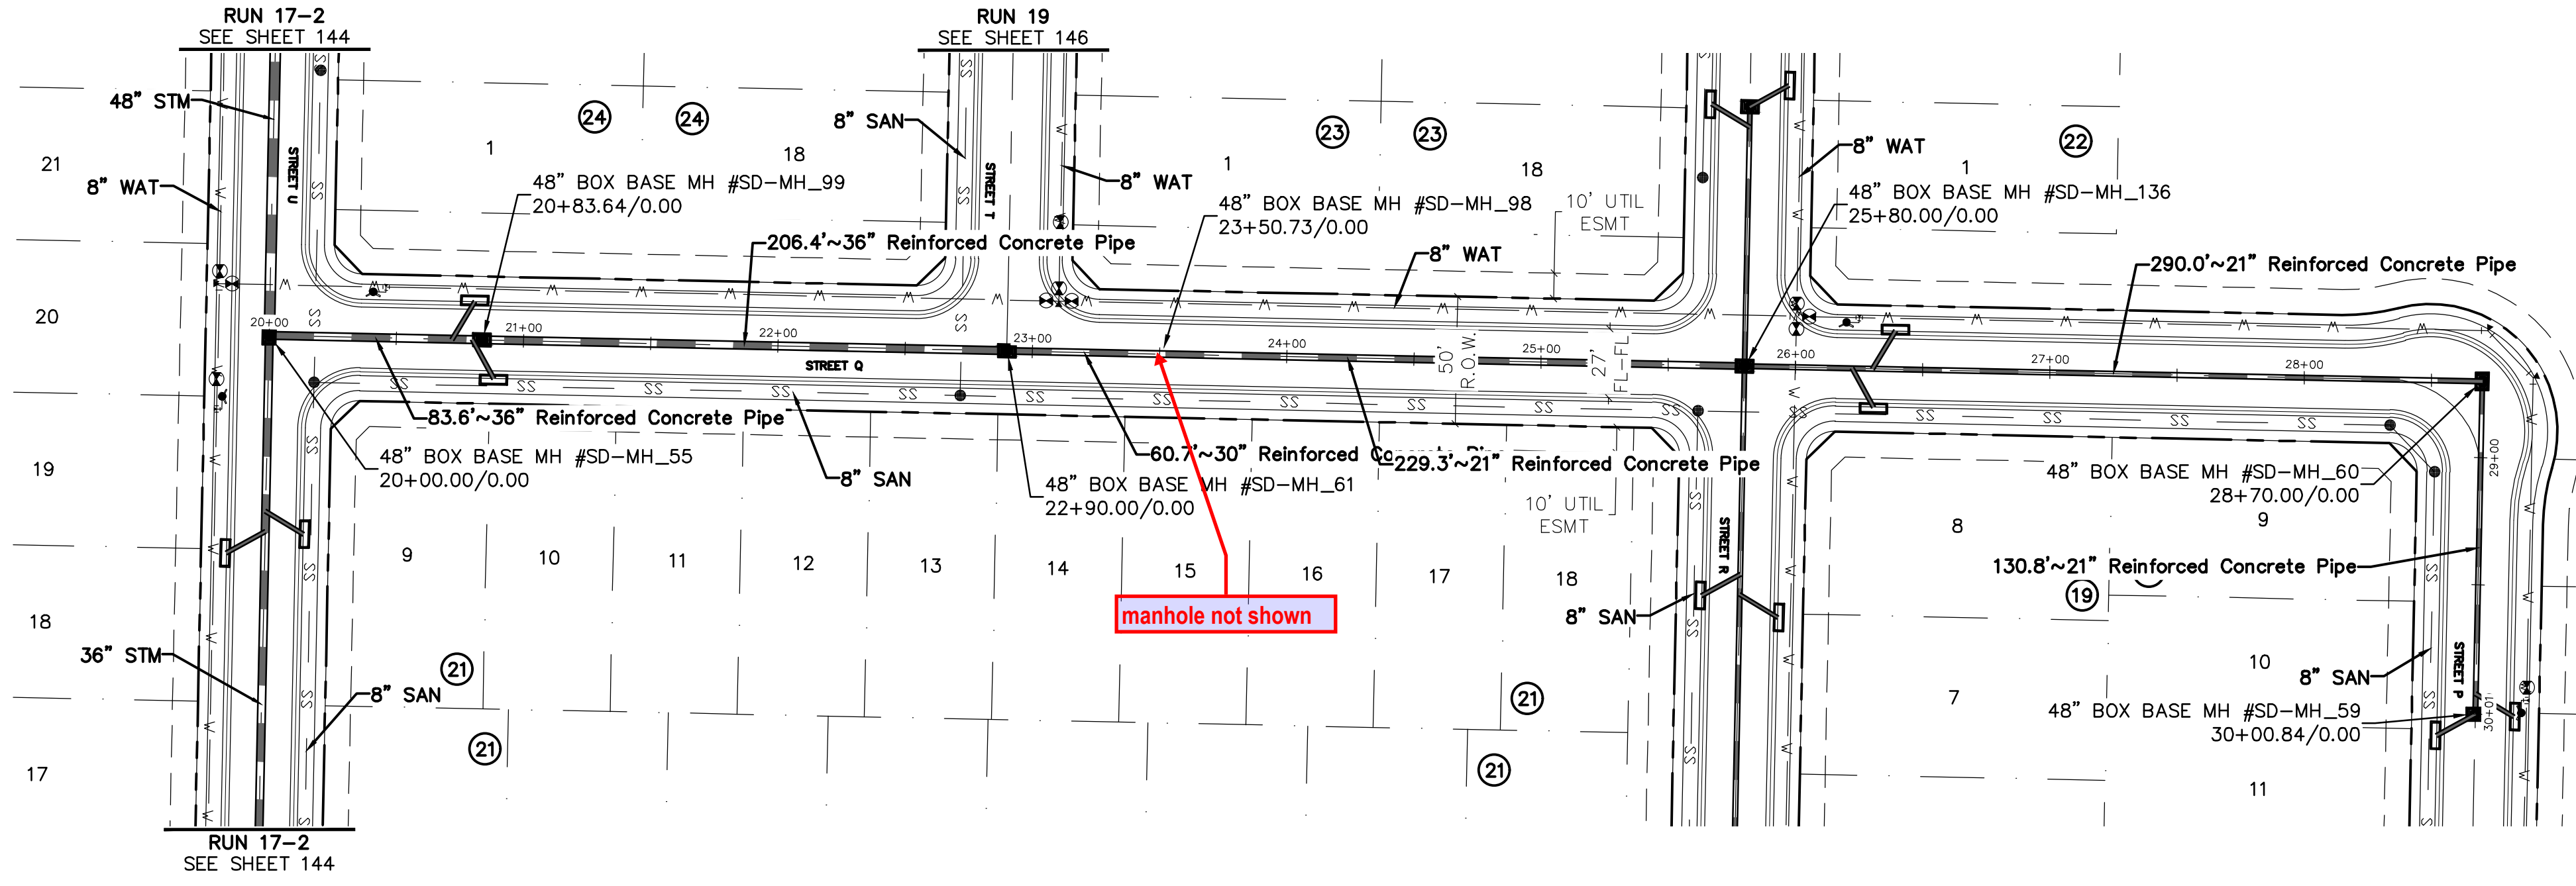 RUN 17-2
SEE SHEET 144
RUN 19
SEE SHEET 146
48" STM
8" WAT
STREET U
SS
24
24
1
18
8" SAN
STREET T
8" WAT
23
23
1
18
8" WAT
22
1
21
20
19
18
17
48" BOX BASE MH #SD-MH_99
20+83.64/0.00
48" BOX BASE MH #SD-MH_98
23+50.73/0.00
10' UTIL
ESMT
48" BOX BASE MH #SD-MH_136
25+80.00/0.00
206.4'~36" Reinforced Concrete Pipe
8" WAT
290.0'~21" Reinforced Concrete Pipe
20+00
21+00
22+00
23+00
24+00
25+00
26+00
27+00
28+00
29+00
30+01
STREET Q
50'
R.O.W.
27'
FL-FL
83.6'~36" Reinforced Concrete Pipe
48" BOX BASE MH #SD-MH_55
20+00.00/0.00
8" SAN
60.7'~30" Reinforced Co
229.3'~21" Reinforced Concrete Pipe
48" BOX BASE MH #SD-MH_61
22+90.00/0.00
10' UTIL
ESMT
48" BOX BASE MH #SD-MH_60
28+70.00/0.00
9
10
11
12
13
14
15
16
17
18
STREET R
8
9
130.8'~21" Reinforced Concrete Pipe
19
manhole not shown
8" SAN
36" STM
21
8" SAN
21
21
21
7
10
8" SAN
STREET P
48" BOX BASE MH #SD-MH_59
30+00.84/0.00
11
RUN 17-2
SEE SHEET 144